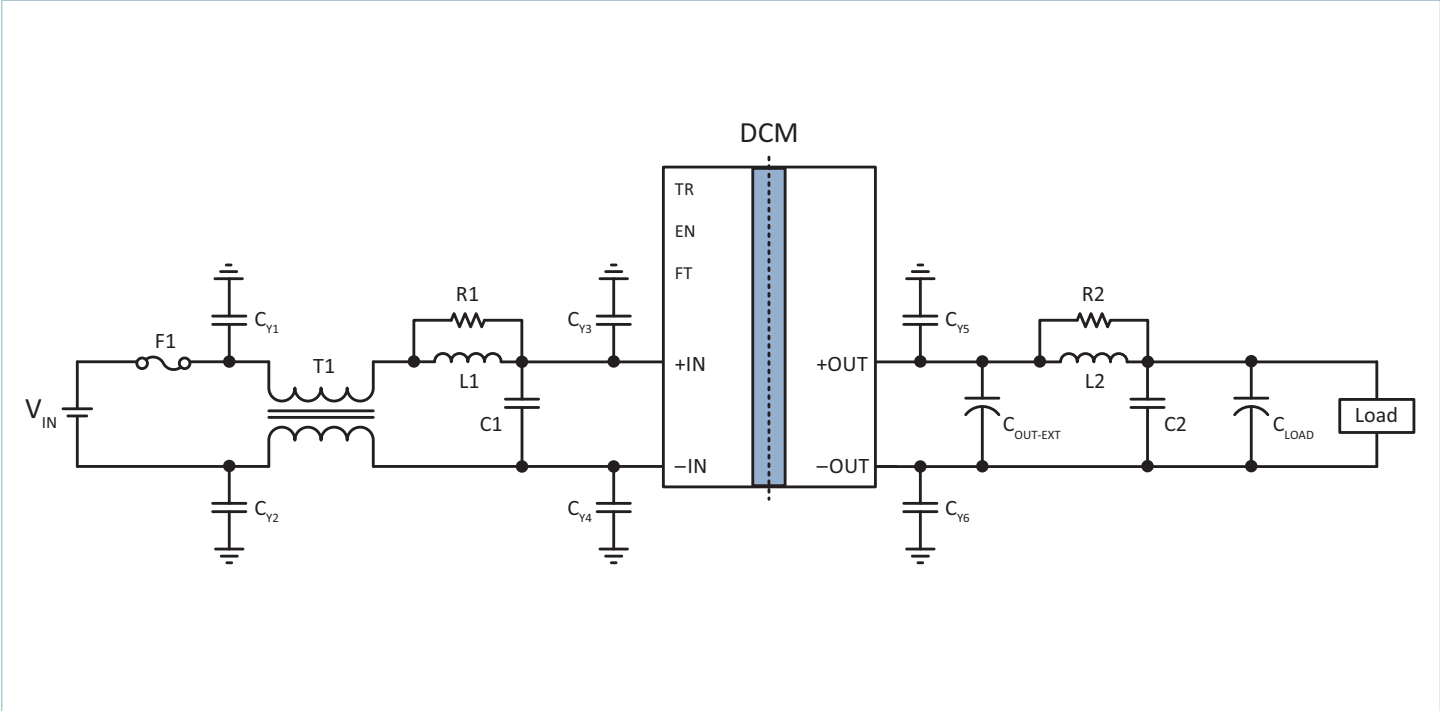 DCM
TR
EN
FT
+IN
−IN
+OUT
−OUT
VIN
F1
CY1
CY2
T1
R1
L1
C1
CY3
CY4
CY5
CY6
COUT-EXT
R2
L2
C2
CLOAD
Load